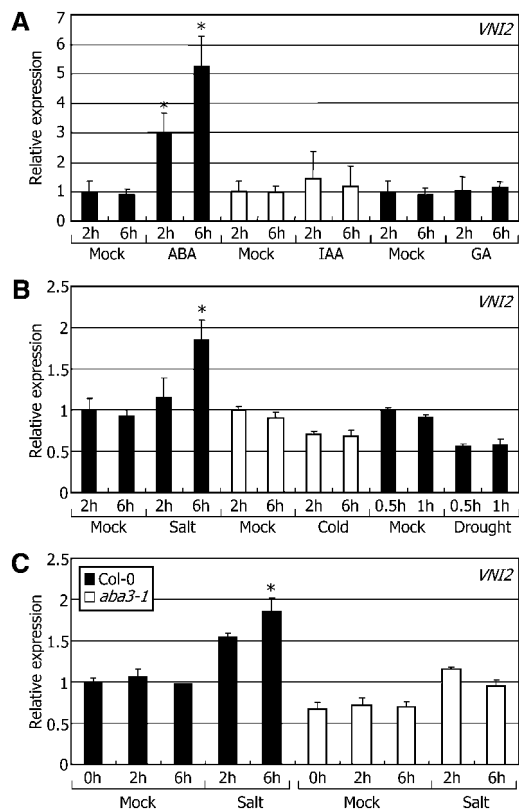 A
VNI2
Relative expression
7
6
5
4
3
2
1
0
*
*
2h 6h 2h 6h 2h 6h 2h 6h 2h 6h 2h 6h
Mock ABA Mock IAA Mock GA
B
VNI2
Relative expression
2.5
2
1.5
1
0.5
0
*
2h 6h 2h 6h 2h 6h 2h 6h 0.5h 1h 0.5h 1h
Mock Salt Mock Cold Mock Drought
C
VNI2
Relative expression
2.5
2
1.5
1
0.5
0
Col-0
aba3-1
*
0h 2h 6h 2h 6h 0h 2h 6h 2h 6h
Mock Salt Mock Salt